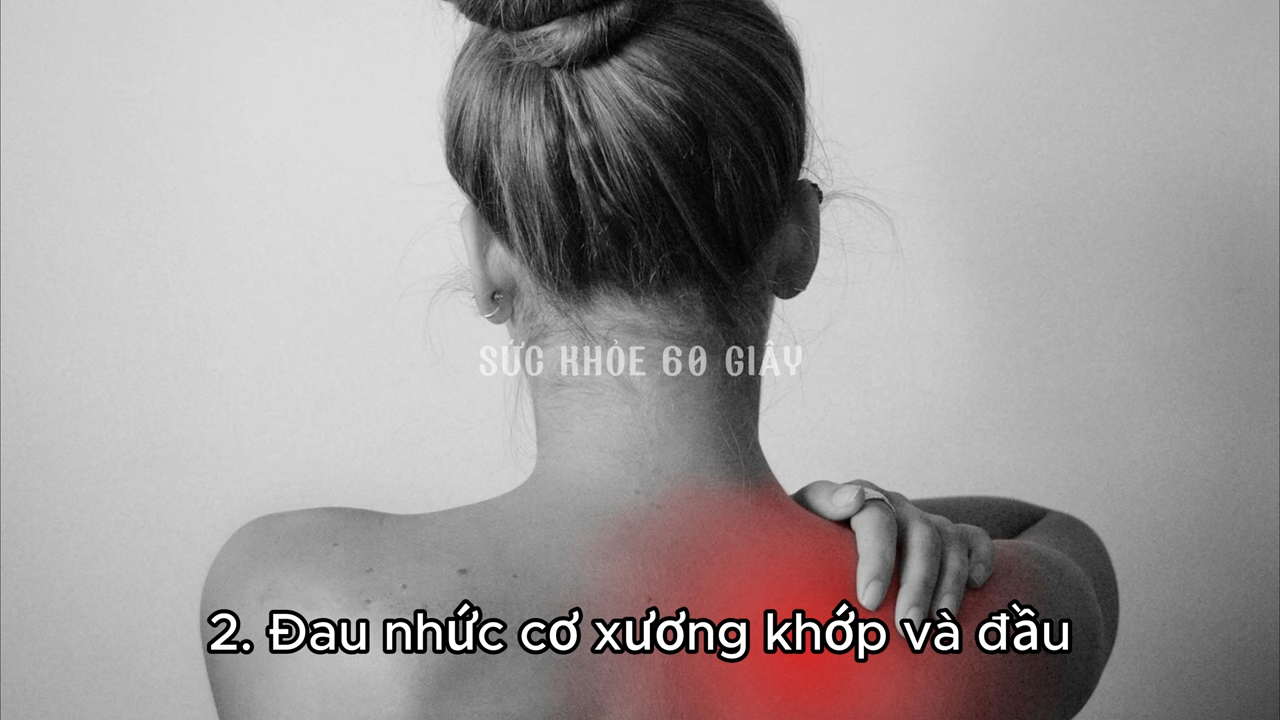 SỨC KHỎE 60 GIÂY
2. Đau nhức cơ xương khớp và đầu